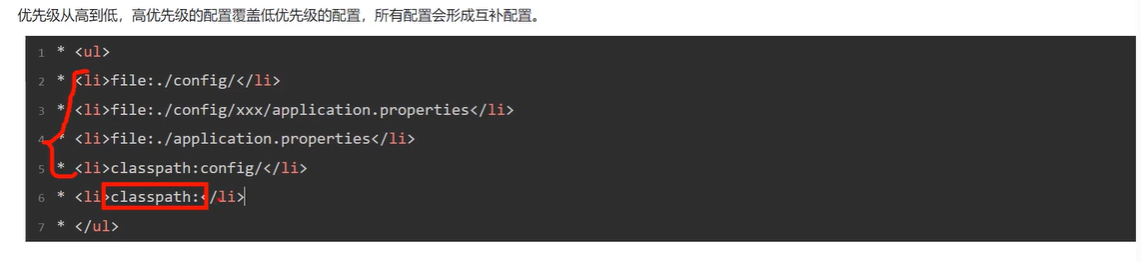 优先级从高到低，高优先级的配置覆盖低优先级的配置，所有配置会形成互补配置。
1 * <ul>
2 * <li>file:./config/</li>
3 * <li>file:./config/xxx/application.properties</li>
4 * <li>file:./application.properties</li>
5 * <li>classpath:config/</li>
6 * <li>classpath:</li>
7 * </ul>